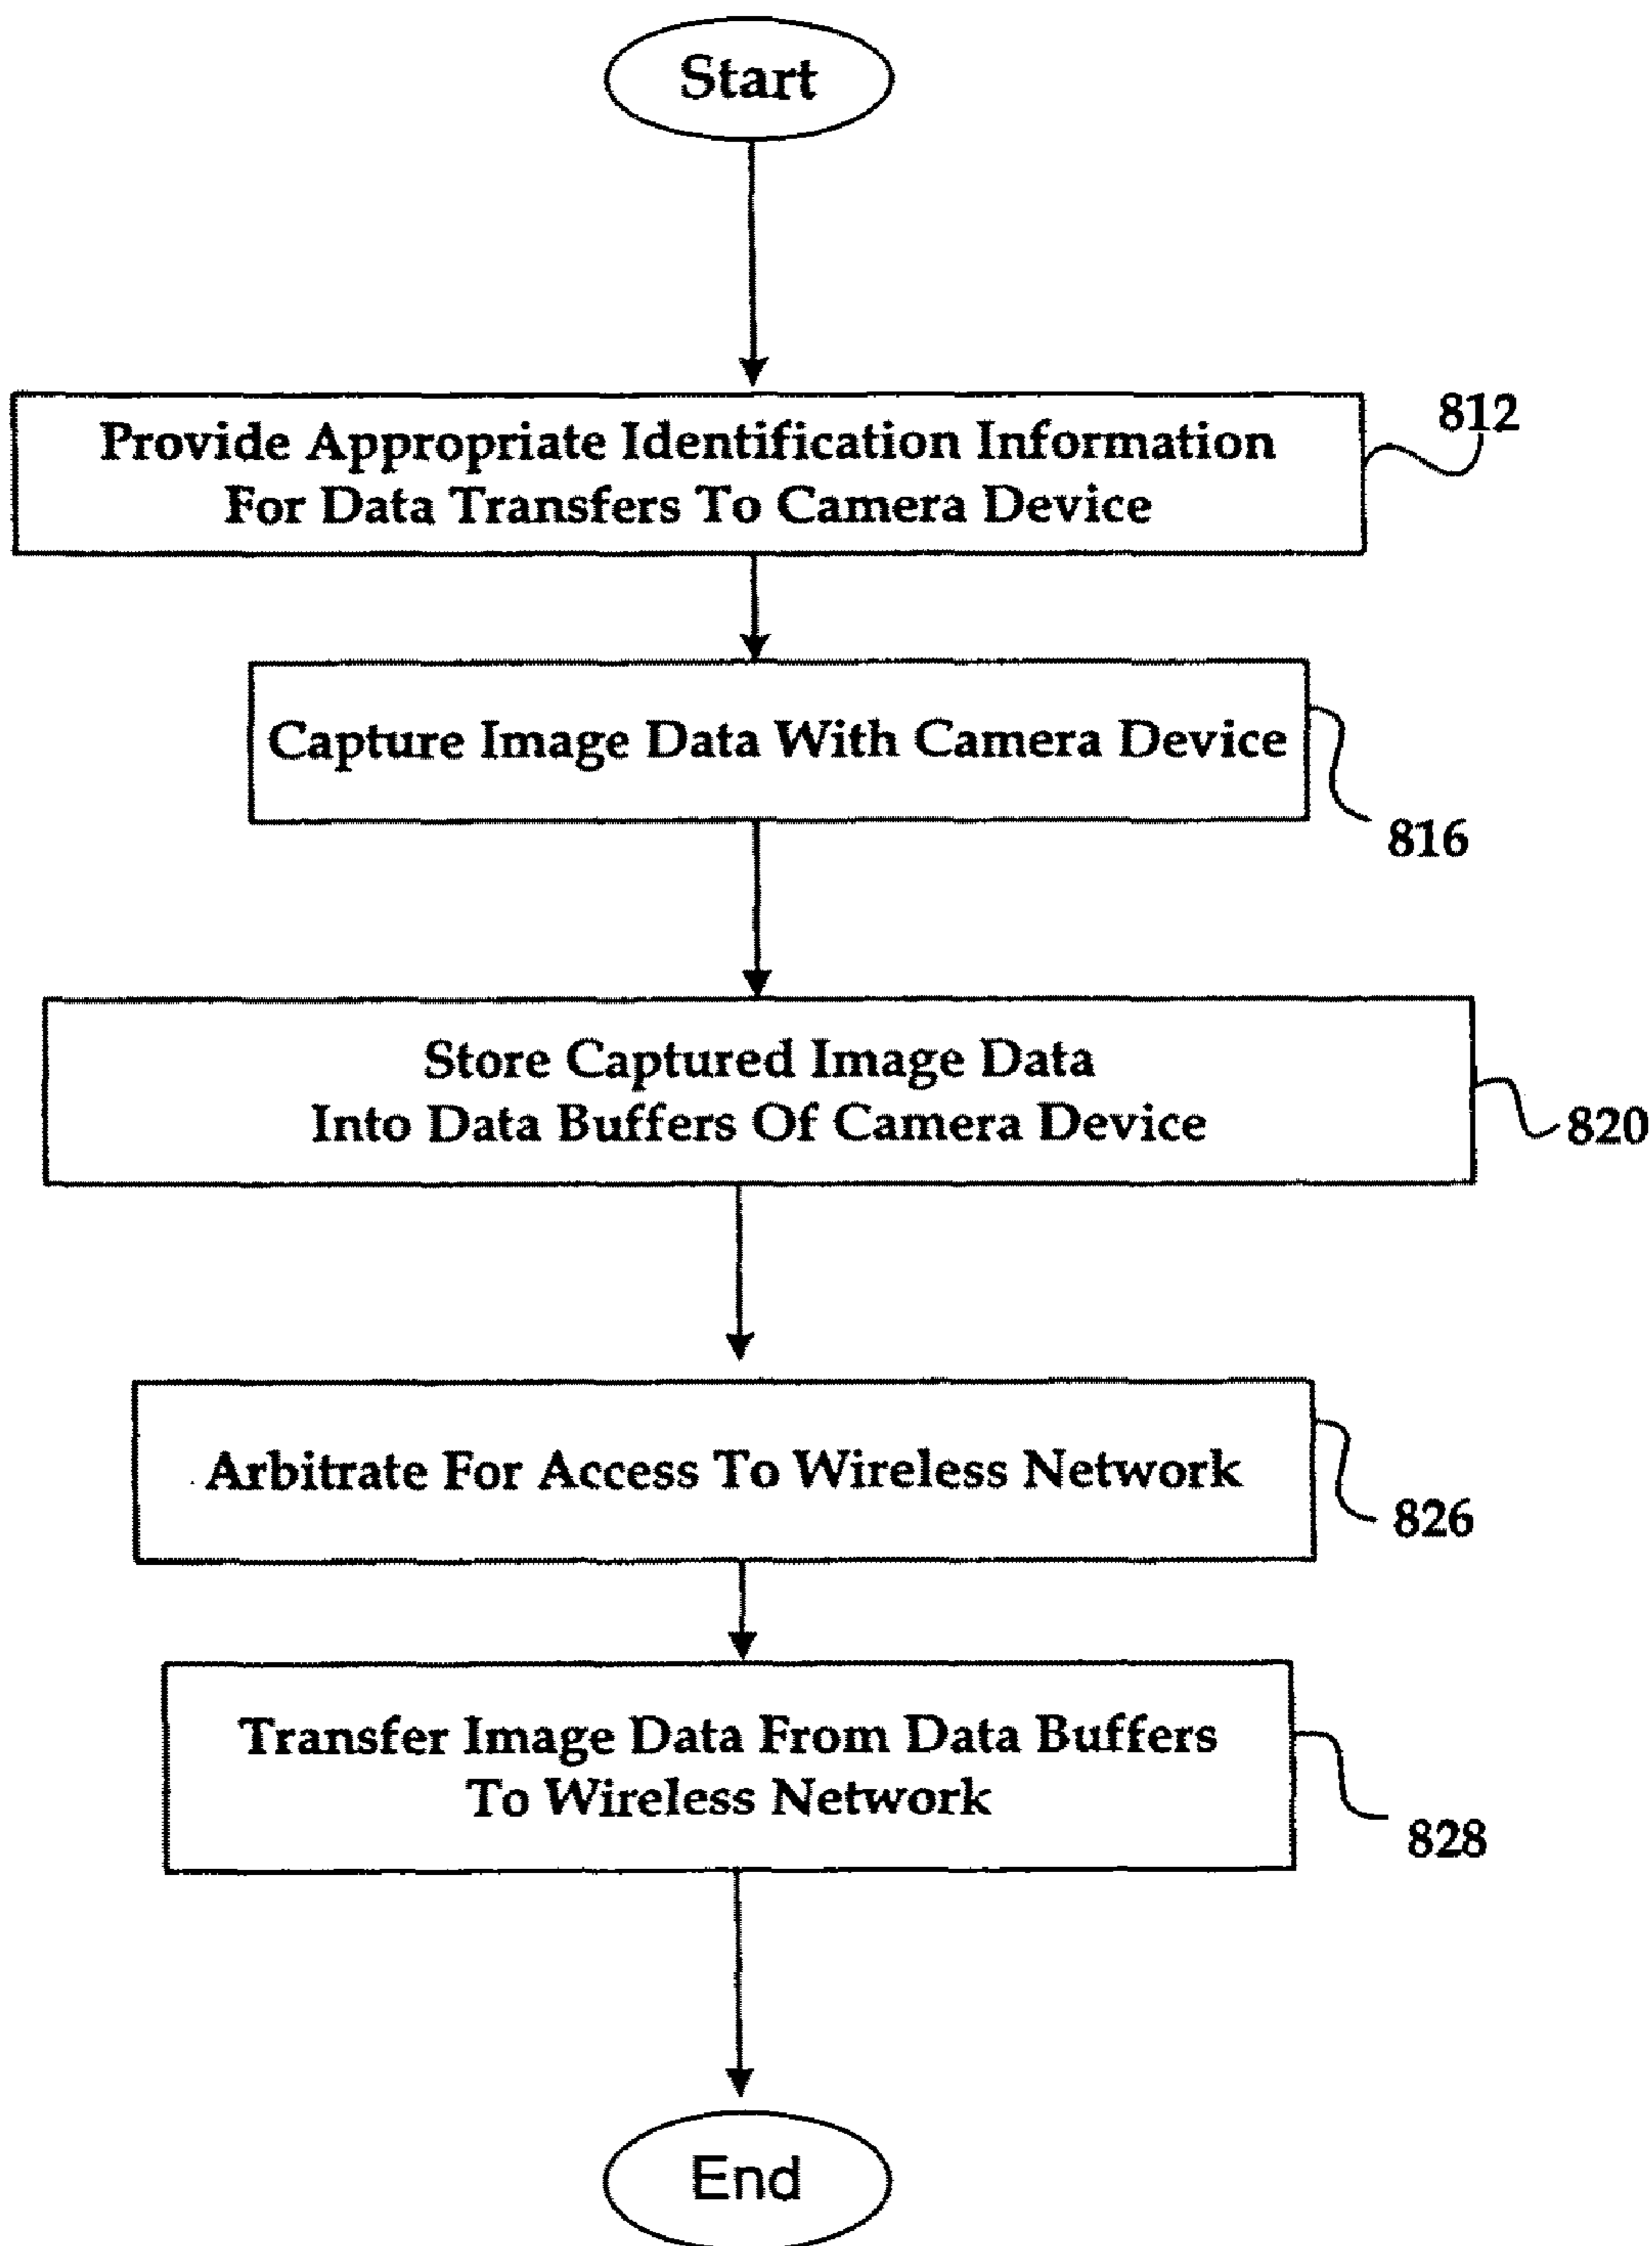 Start
Provide Appropriate Identification Information
For Data Transfers To Camera Device
812
Capture Image Data With Camera Device
816
Store Captured Image Data
Into Data Buffers Of Camera Device
820
Arbitrate For Access To Wireless Network
826
Transfer Image Data From Data Buffers
To Wireless Network
828
End